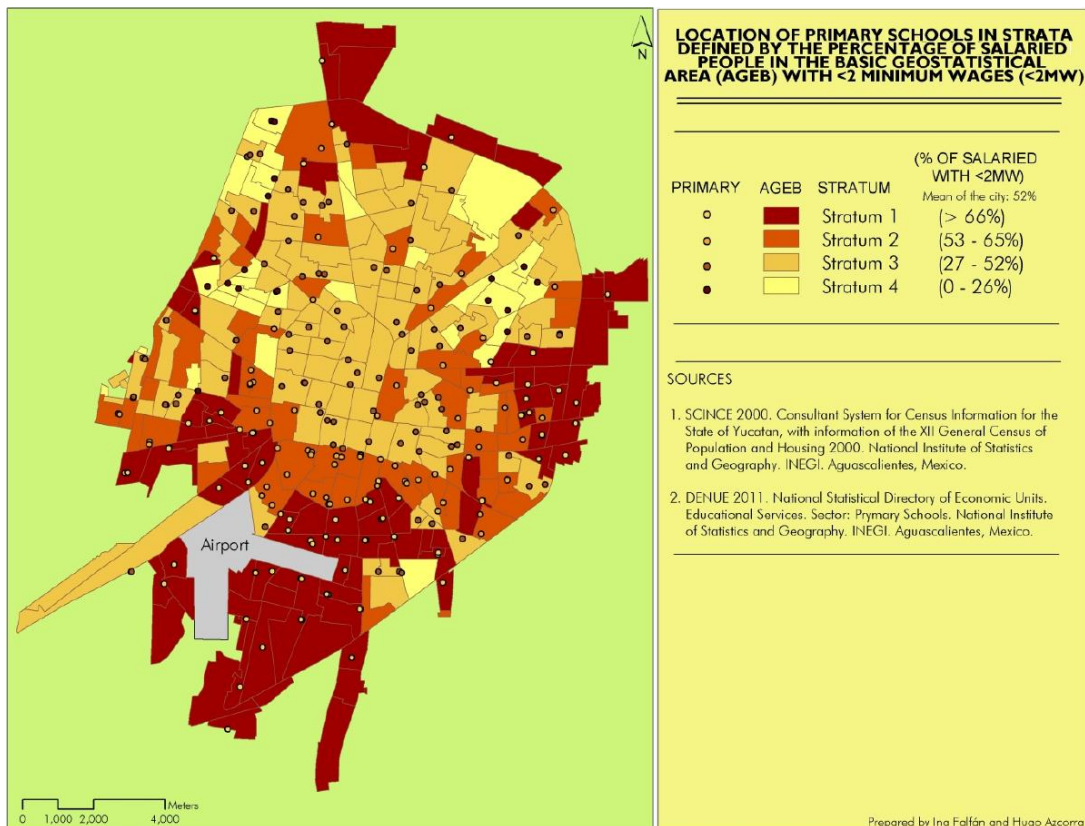 N
Airport
Meters
0 1,000 2,000 4,000
LOCATION OF PRIMARY SCHOOLS IN STRATA
DEFINED BY THE PERCENTAGE OF SALARIED
PEOPLE IN THE BASIC GEOSTATISTICAL
AREA (AGEB) WITH <2 MINIMUM WAGES (<2MW)
(% OF SALARIED
WITH <2MW)
PRIMARY AGEB STRATUM Mean of the city: 52%
Stratum 1 (> 66%)
Stratum 2 (53 - 65%)
Stratum 3 (27 - 52%)
Stratum 4 (0 - 26%)
SOURCES
1. SCINCE 2000. Consultant System for Census Information for the
State of Yucatan, with information of the XII General Census of
Population and Housing 2000. National Institute of Statistics
and Geography. INEGI. Aguascalientes, Mexico.
2. DENUE 2011. National Statistical Directory of Economic Units.
Educational Services. Sector: Prymary Schools. National Institute
of Statistics and Geography. INEGI. Aguascalientes, Mexico.
Prepared by Ina Falfán and Hugo Azcorra